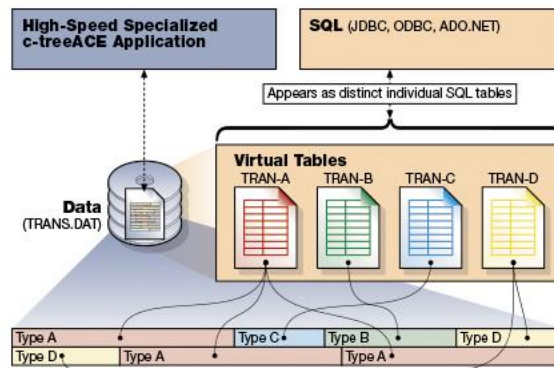 High-Speed Specialized
c-treeACE Application
SQL (JDBC, ODBC, ADO.NET)
Appears as distinct individual SQL tables
Virtual Tables
TRAN-A TRAN-B TRAN-C TRAN-D
Data
(TRANS.DAT)
Type A Type C Type B Type D
Type D Type A Type A